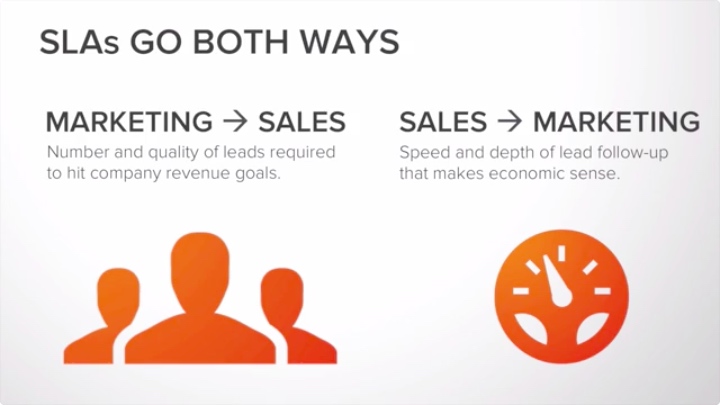 SLAs GO BOTH WAYS
MARKETING → SALES
Number and quality of leads required
to hit company revenue goals.
SALES → MARKETING
Speed and depth of lead follow-up
that makes economic sense.